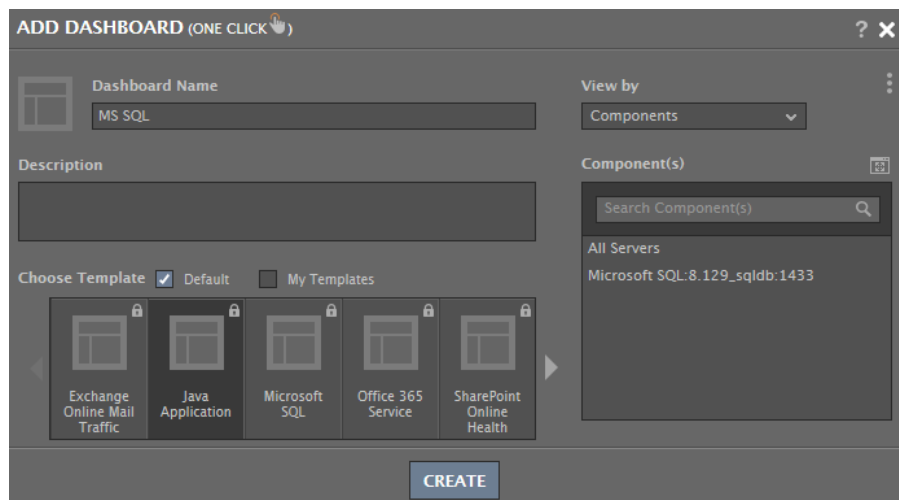 ADD DASHBOARD (ONE CLICK )
?
Dashboard Name
MS SQL
View by
Components
Description
Component(s)
Search Component(s)
All Servers
Microsoft SQL:8.129_sqldb:1433
Choose Template
Default
My Templates
Exchange
Online Mail
Traffic
Java
Application
Microsoft
SQL
Office 365
Service
SharePoint
Online
Health
CREATE